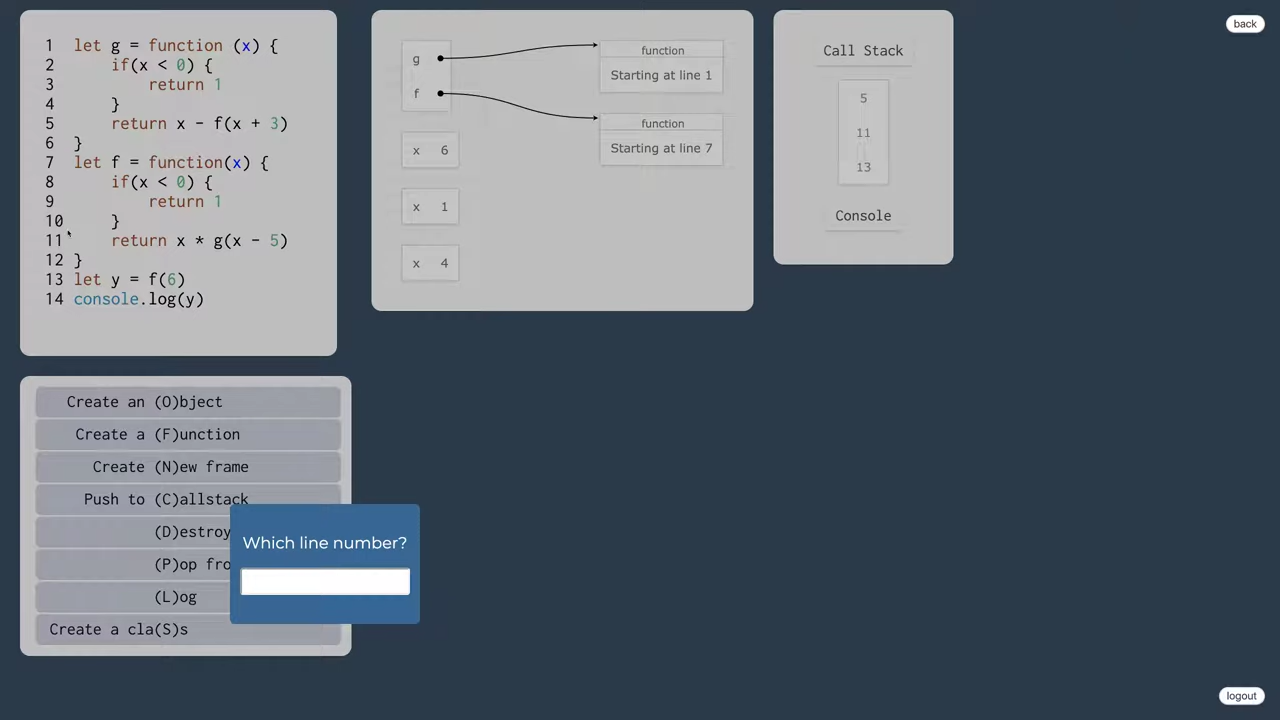 back
1 let g = function (x) {
2 if(x < 0) {
3 return 1
4 }
5 return x - f(x + 3)
6 }
7 let f = function(x) {
8 if(x < 0) {
9 return 1
10 }
11 return x * g(x - 5)
12 }
13 let y = f(6)
14 console.log(y)
g
f
function
Starting at line 1
function
Starting at line 7
x 6
x 1
x 4
Call Stack
5
11
13
Console
Create an (O)bject
Create a (F)unction
Create (N)ew frame
Push to (C)allstack
(D)estroy
(P)op fro
(L)og
Create a cla(S)s
Which line number?
logout